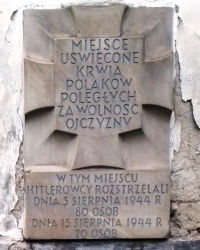 MIEJSCE
UŚWIĘCONE
KRWIĄ
POLAKÓW
POLEGŁYCH
ZA WOLNOŚĆ
OJCZYZNY
W TYM MIEJSCU
HITLEROWCY ROZSTRZELALI
DNIA 5 SIERPNIA 1944 R
80 OSÓB
DNIA 15 SIERPNIA 1944 R
70 OSÓB